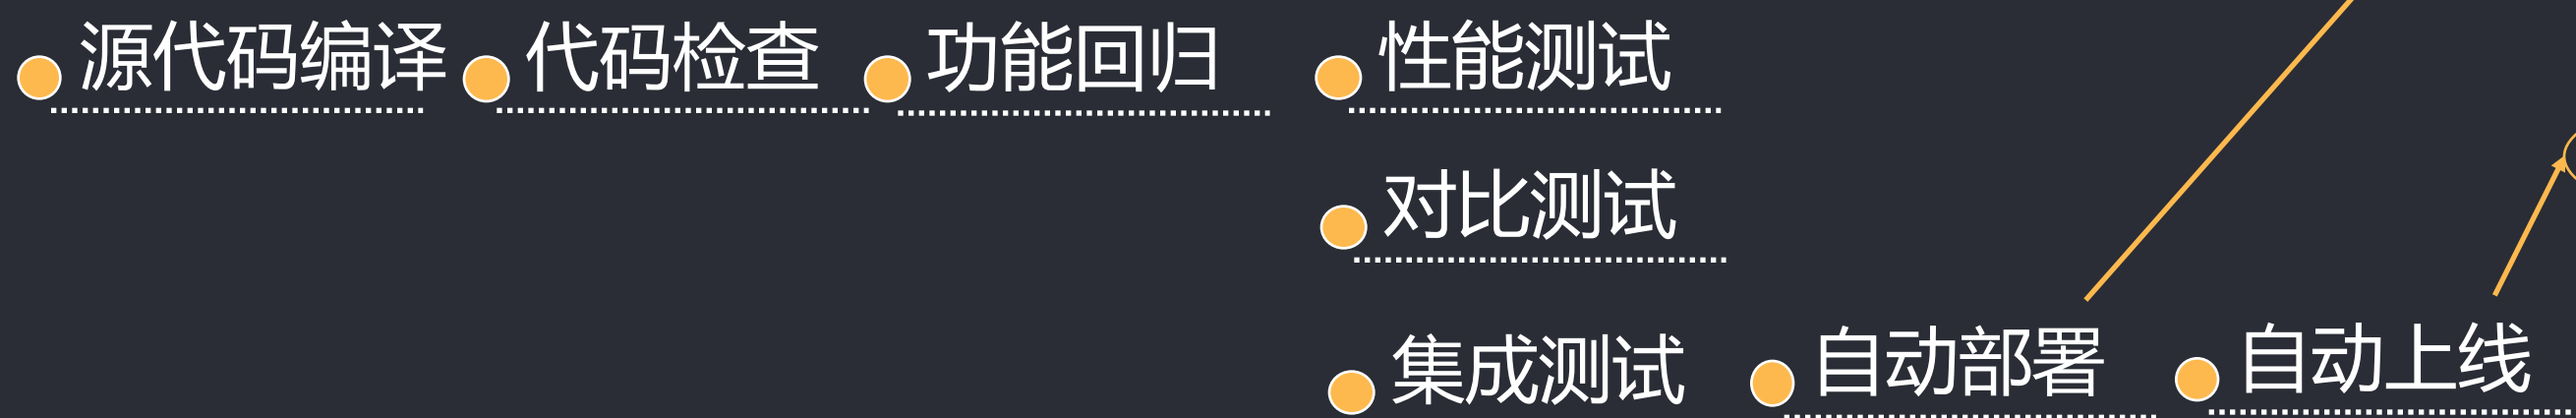 源代码编译
代码检查
功能回归
性能测试
对比测试
集成测试
自动部署
自动上线